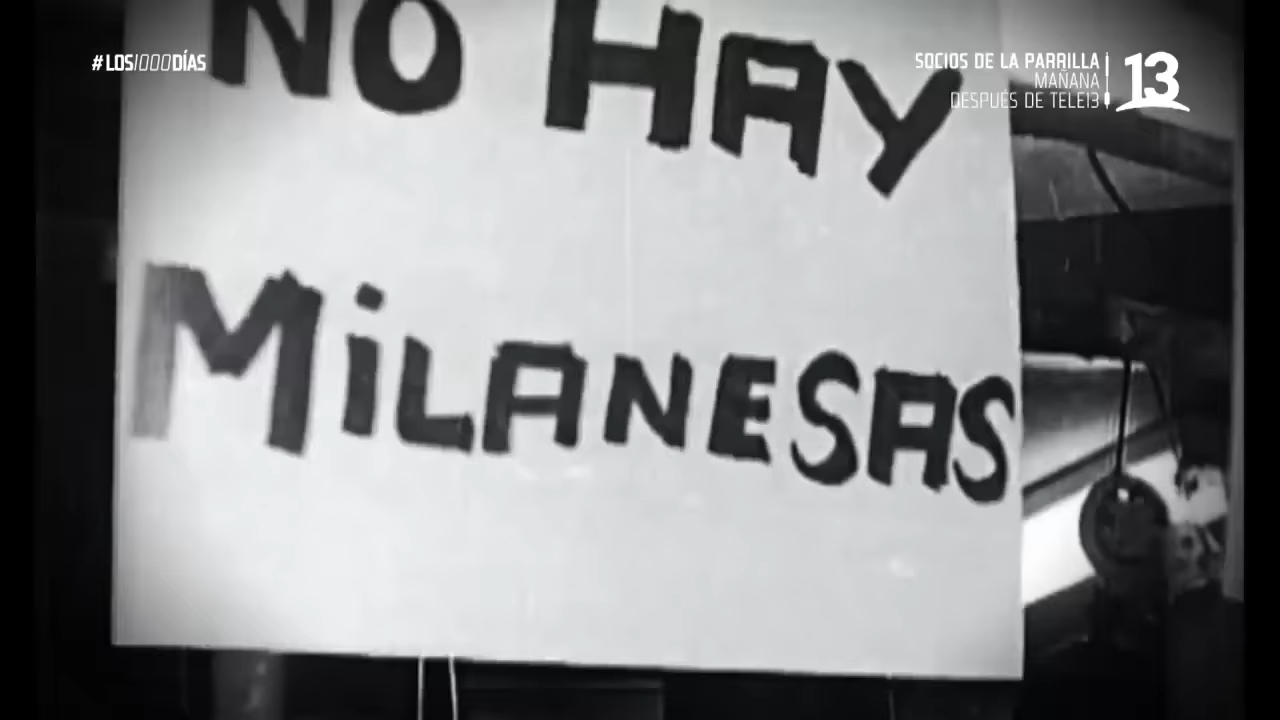 NO HAY
MiLANESAS
#LOS1000DÍAS
SOCIOS DE LA PARRILLA
MAÑANA
DESPUÉS DE TELE13
13